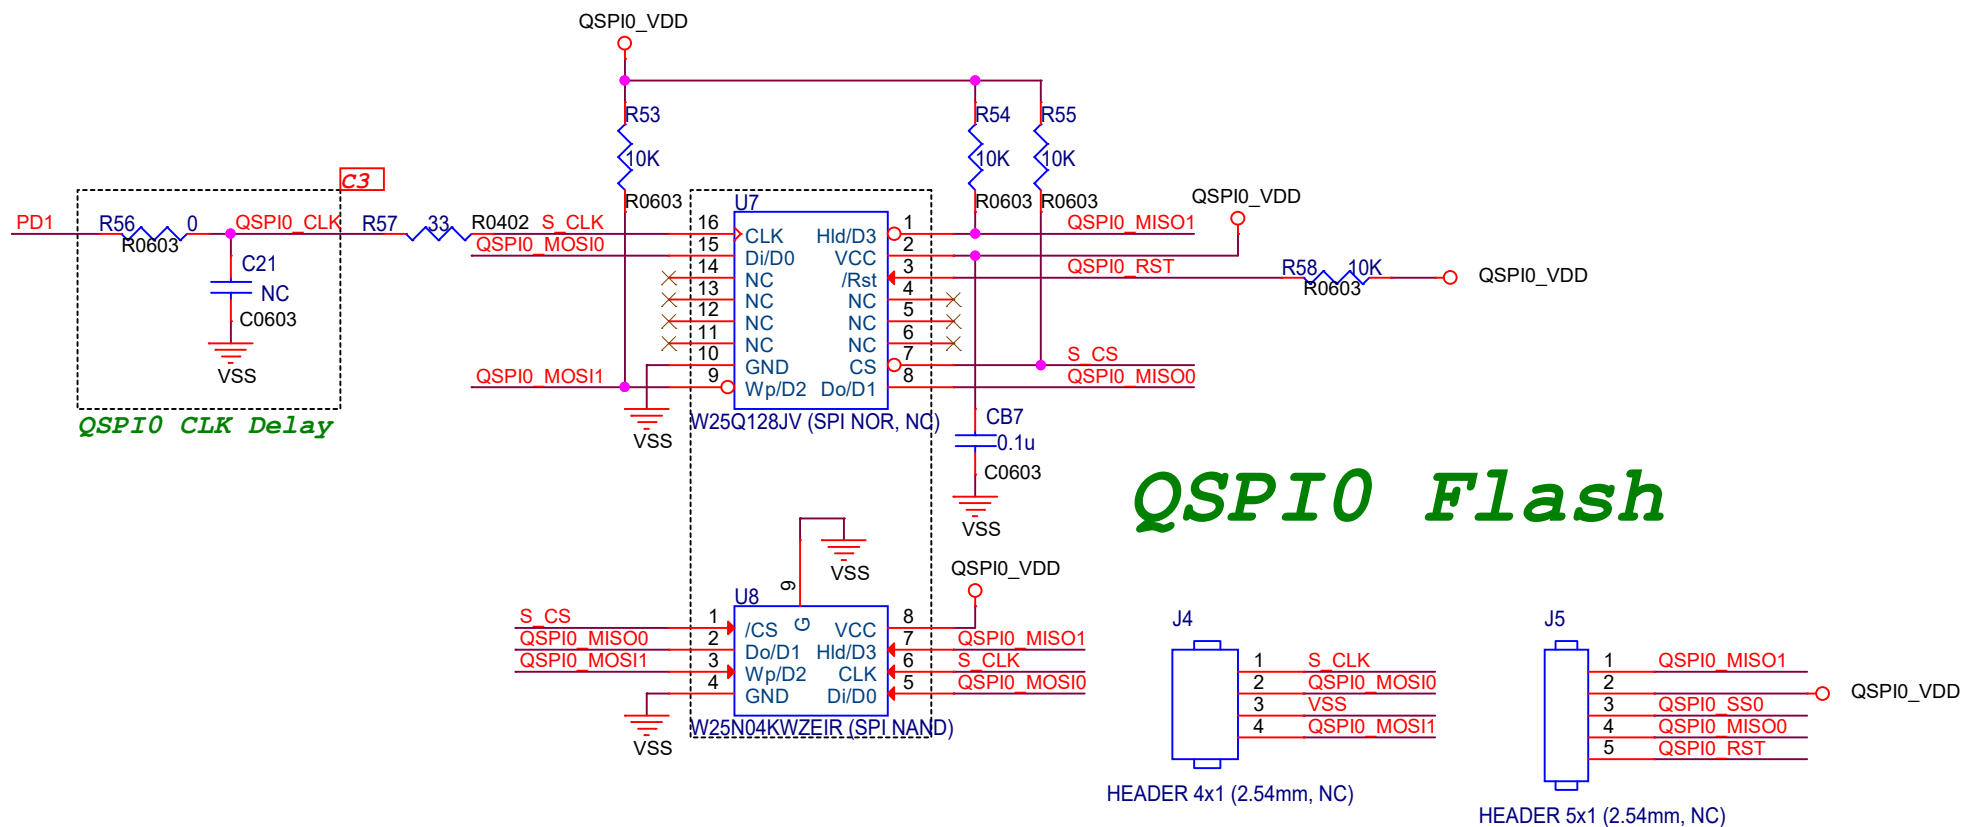 QSPI0_VDD
R53
10K
R0603
R54
10K
R0603
R55
10K
R0603
C3
PD1
R56
0
R0603
QSPI0_CLK
C21
NC
C0603
VSS
QSPI0 CLK Delay
R57
33
R0402
S_CLK
QSPI0_MOSI0
QSPI0_MOSI1
VSS
U7
16
CLK
15
Di/D0
14
NC
13
NC
12
NC
11
NC
10
GND
9
Wp/D2
Hld/D3
1
VCC
2
/Rst
3
NC
4
NC
5
NC
6
CS
7
Do/D1
8
W25Q128JV (SPI NOR, NC)
QSPI0_MISO1
QSPI0_VDD
QSPI0_RST
R58
10K
R0603
QSPI0_VDD
S_CS
QSPI0_MISO0
CB7
0.1u
C0603
VSS
QSPI0 Flash
VSS
9
G
U8
S_CS
1
/CS
QSPI0_MISO0
2
Do/D1
QSPI0_MOSI1
3
Wp/D2
4
GND
VSS
VCC
8
QSPI0_VDD
Hld/D3
7
QSPI0_MISO1
CLK
6
S_CLK
Di/D0
5
QSPI0_MOSI0
W25N04KWZEIR (SPI NAND)
J4
1
S_CLK
2
QSPI0_MOSI0
3
VSS
4
QSPI0_MOSI1
HEADER 4x1 (2.54mm, NC)
J5
1
QSPI0_MISO1
2
QSPI0_VDD
3
QSPI0_SS0
4
QSPI0_MISO0
5
QSPI0_RST
HEADER 5x1 (2.54mm, NC)